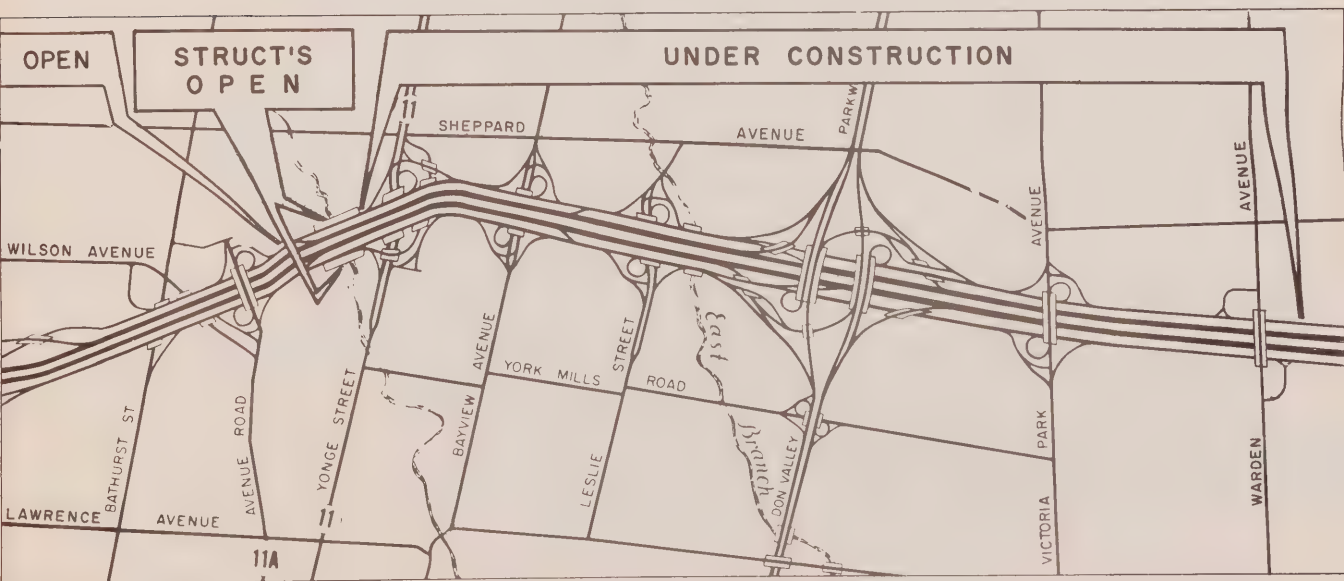 OPEN
STRUCT'S
OPEN
UNDER CONSTRUCTION
11
SHEPPARD AVENUE
PARKW
AVENUE
AVENUE
WILSON AVENUE
BATHURST ST
AVENUE ROAD
YONGE STREET
BAYVIEW AVENUE
YORK MILLS ROAD
LESLIE STREET
East Branch
DON VALLEY
VICTORIA PARK
WARDEN
LAWRENCE AVENUE
11
11A